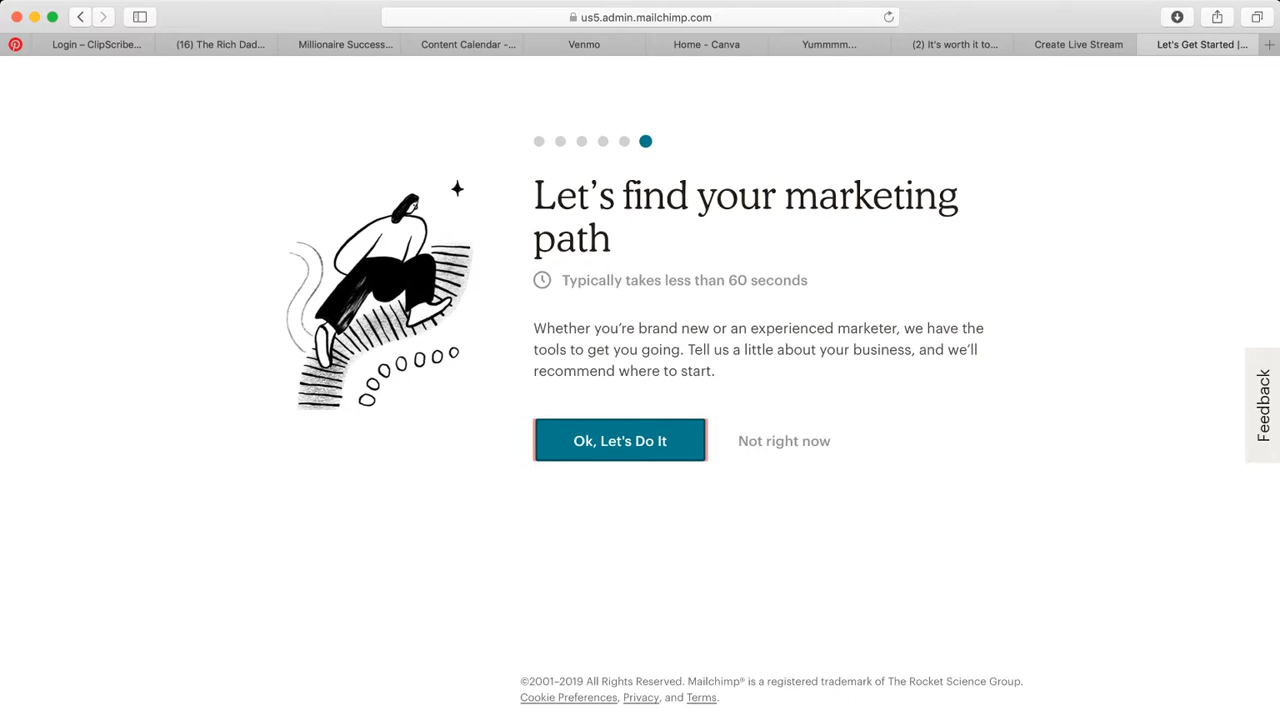 us5.admin.mailchimp.com
Login – ClipScribe...
(16) The Rich Dad...
Millionaire Success...
Content Calendar -...
Venmo
Home - Canva
Yummmm...
(2) It's worth it to...
Create Live Stream
Let's Get Started |...
Let’s find your marketing
path
Typically takes less than 60 seconds
Whether you’re brand new or an experienced marketer, we have the
tools to get you going. Tell us a little about your business, and we’ll
recommend where to start.
Ok, Let's Do It
Not right now
Feedback
©2001–2019 All Rights Reserved. Mailchimp® is a registered trademark of The Rocket Science Group.
Cookie Preferences, Privacy, and Terms.